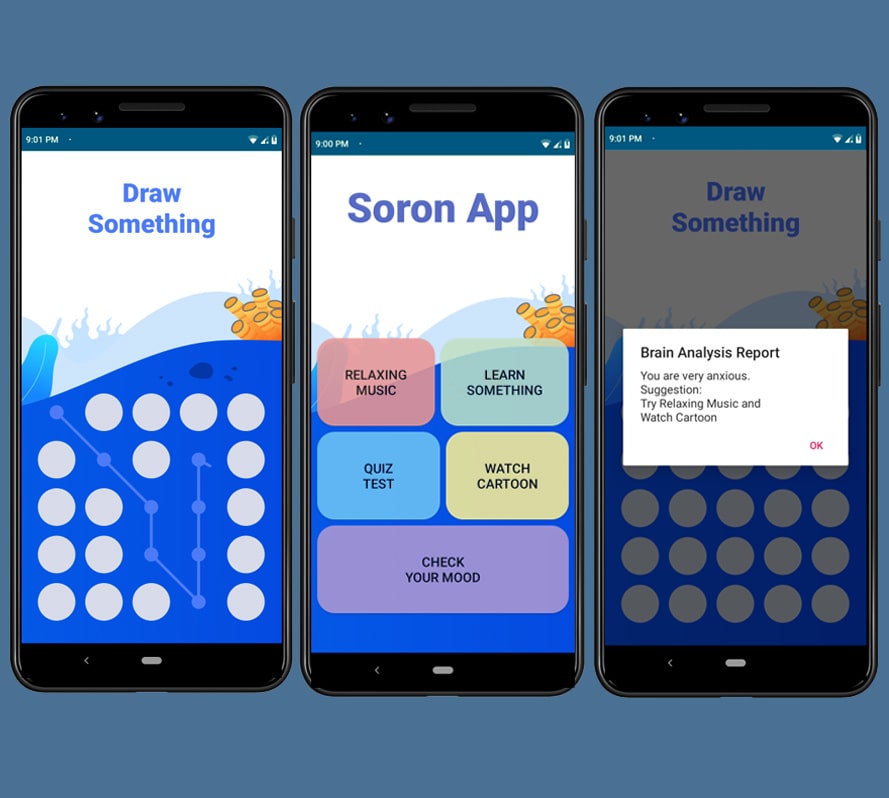 9:01 PM
Draw
Something
9:00 PM
Soron App
RELAXING
MUSIC
LEARN
SOMETHING
QUIZ
TEST
WATCH
CARTOON
CHECK
YOUR MOOD
9:01 PM
Draw
Something
Brain Analysis Report
You are very anxious.
Suggestion:
Try Relaxing Music and
Watch Cartoon
OK